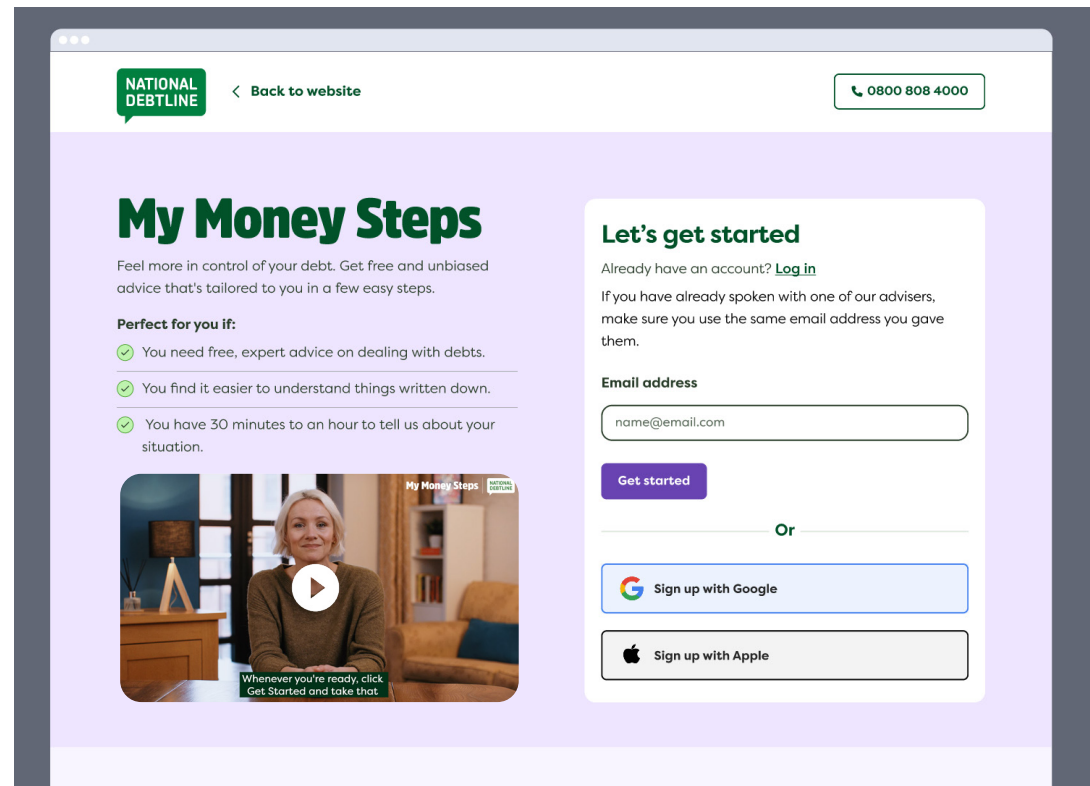 NATIONAL
DEBTLINE
Back to website
0800 808 4000
My Money Steps
Feel more in control of your debt. Get free and unbiased
advice that's tailored to you in a few easy steps.
Perfect for you if:
You need free, expert advice on dealing with debts.
You find it easier to understand things written down.
You have 30 minutes to an hour to tell us about your
situation.
My Money Steps
NATIONAL
DEBTLINE
Whenever you're ready, click
Get Started and take that
Let's get started
Already have an account? Log in
If you have already spoken with one of our advisers,
make sure you use the same email address you gave
them.
Email address
name@email.com
Get started
Or
Sign up with Google
Sign up with Apple